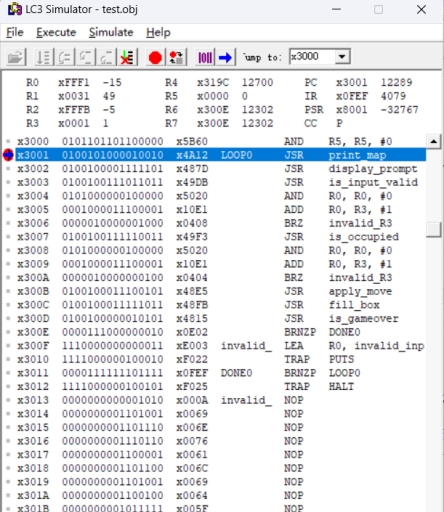 LC3 Simulator - test.obj
File Execute Simulate Help
Jump to: x3000
R0 xFFF1 -15 R4 x319C 12700 PC x3001 12289
R1 x0031 49 R5 x0000 0 IR x0FEF 4079
R2 xFFFB -5 R6 x300E 12302 PSR x8001 -32767
R3 x0001 1 R7 x300E 12302 CC P
x3000 0101101101100000 x5B60 AND R5, R5, #0
x3001 0100101000010010 x4A12 LOOP0 JSR print_map
x3002 0100100001111101 x487D JSR display_prompt
x3003 0100100111011011 x49DB JSR is_input_valid
x3004 0101000000100000 x5020 AND R0, R0, #0
x3005 0001000011100001 x10E1 ADD R0, R3, #1
x3006 0000010000001000 x0408 BRZ invalid_R3
x3007 0100100111110011 x49F3 JSR is_occupied
x3008 0101000000100000 x5020 AND R0, R0, #0
x3009 0001000011100001 x10E1 ADD R0, R3, #1
x300A 0000010000000100 x0404 BRZ invalid_R3
x300B 0100100011100101 x48E5 JSR apply_move
x300C 0100100011111011 x48FB JSR fill_box
x300D 0100100000010101 x4815 JSR is_gameover
x300E 0000111000000010 x0E02 BRNZP DONE0
x300F 1110000000000011 xE003 invalid_ LEA R0, invalid_inp
x3010 1111000000100010 xF022 TRAP PUTS
x3011 0000111111101111 x0FEF DONE0 BRNZP LOOP0
x3012 1111000000100101 xF025 TRAP HALT
x3013 0000000000001010 x000A invalid_ NOP
x3014 0000000001101001 x0069 NOP
x3015 0000000001101110 x006E NOP
x3016 0000000001110110 x0076 NOP
x3017 0000000001100001 x0061 NOP
x3018 0000000001101100 x006C NOP
x3019 0000000001101001 x0069 NOP
x301A 0000000001100100 x0064 NOP
x301B 0000000001011111 x005F NOP